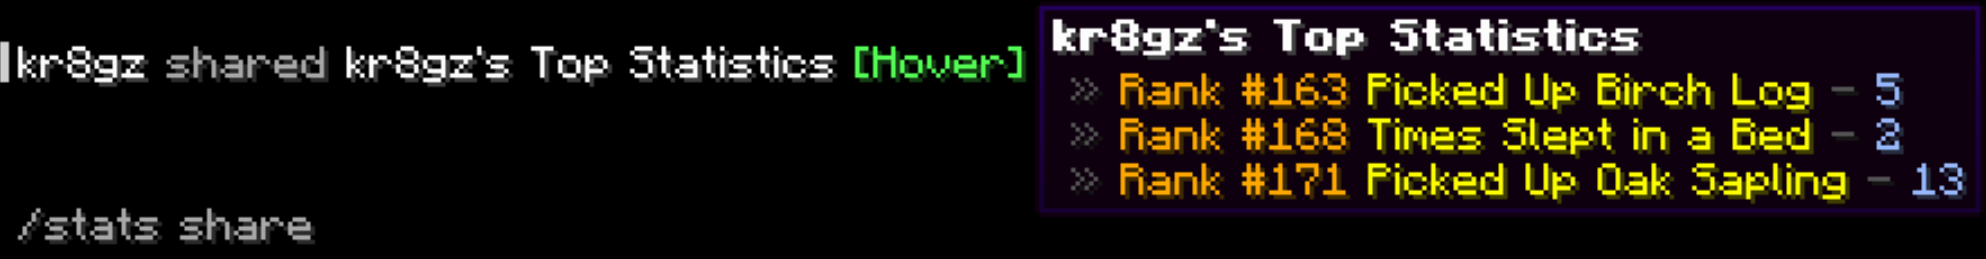 kr8gz shared kr8gz's Top Statistics [Hover]
/stats share
kr8gz's Top Statistics
» Rank #163 Picked Up Birch Log – 5
» Rank #168 Times Slept in a Bed – 2
» Rank #171 Picked Up Oak Sapling – 13